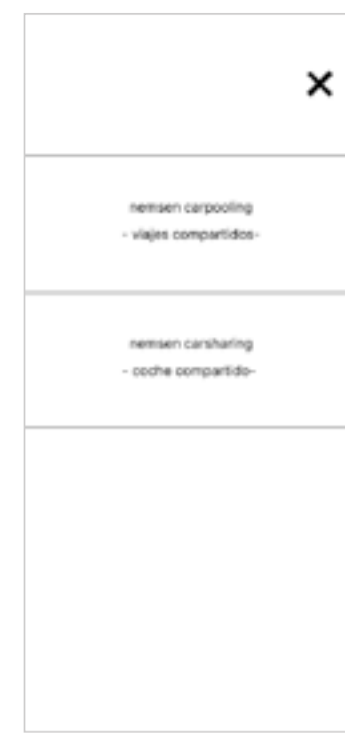 nemsen carpooling
- viajes compartidos-
nemsen carsharing
- coche compartido-